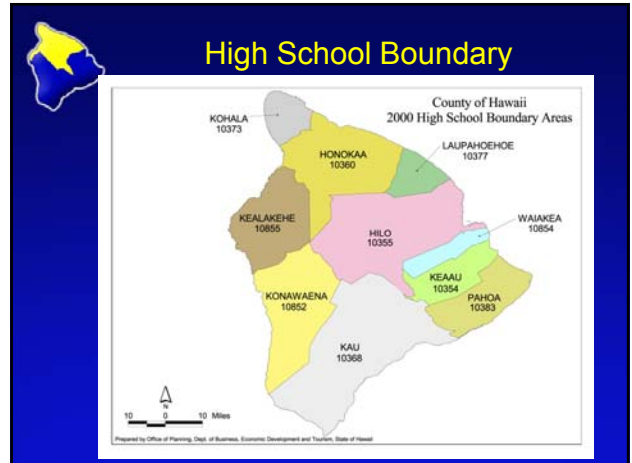 High School Boundary
County of Hawaii
2000 High School Boundary Areas
KOHALA
10373
LAUPAHOEHOE
10377
HONOKAA
10360
KEALAKEHE
10855
WAIAKEA
10854
HILO
10355
KEAAU
10354
KONAWAENA
10852
PAHOA
10383
KAU
10368
N
10 0 10 Miles
Prepared by Office of Planning, Dept. of Business, Economic Development and Tourism, State of Hawaii